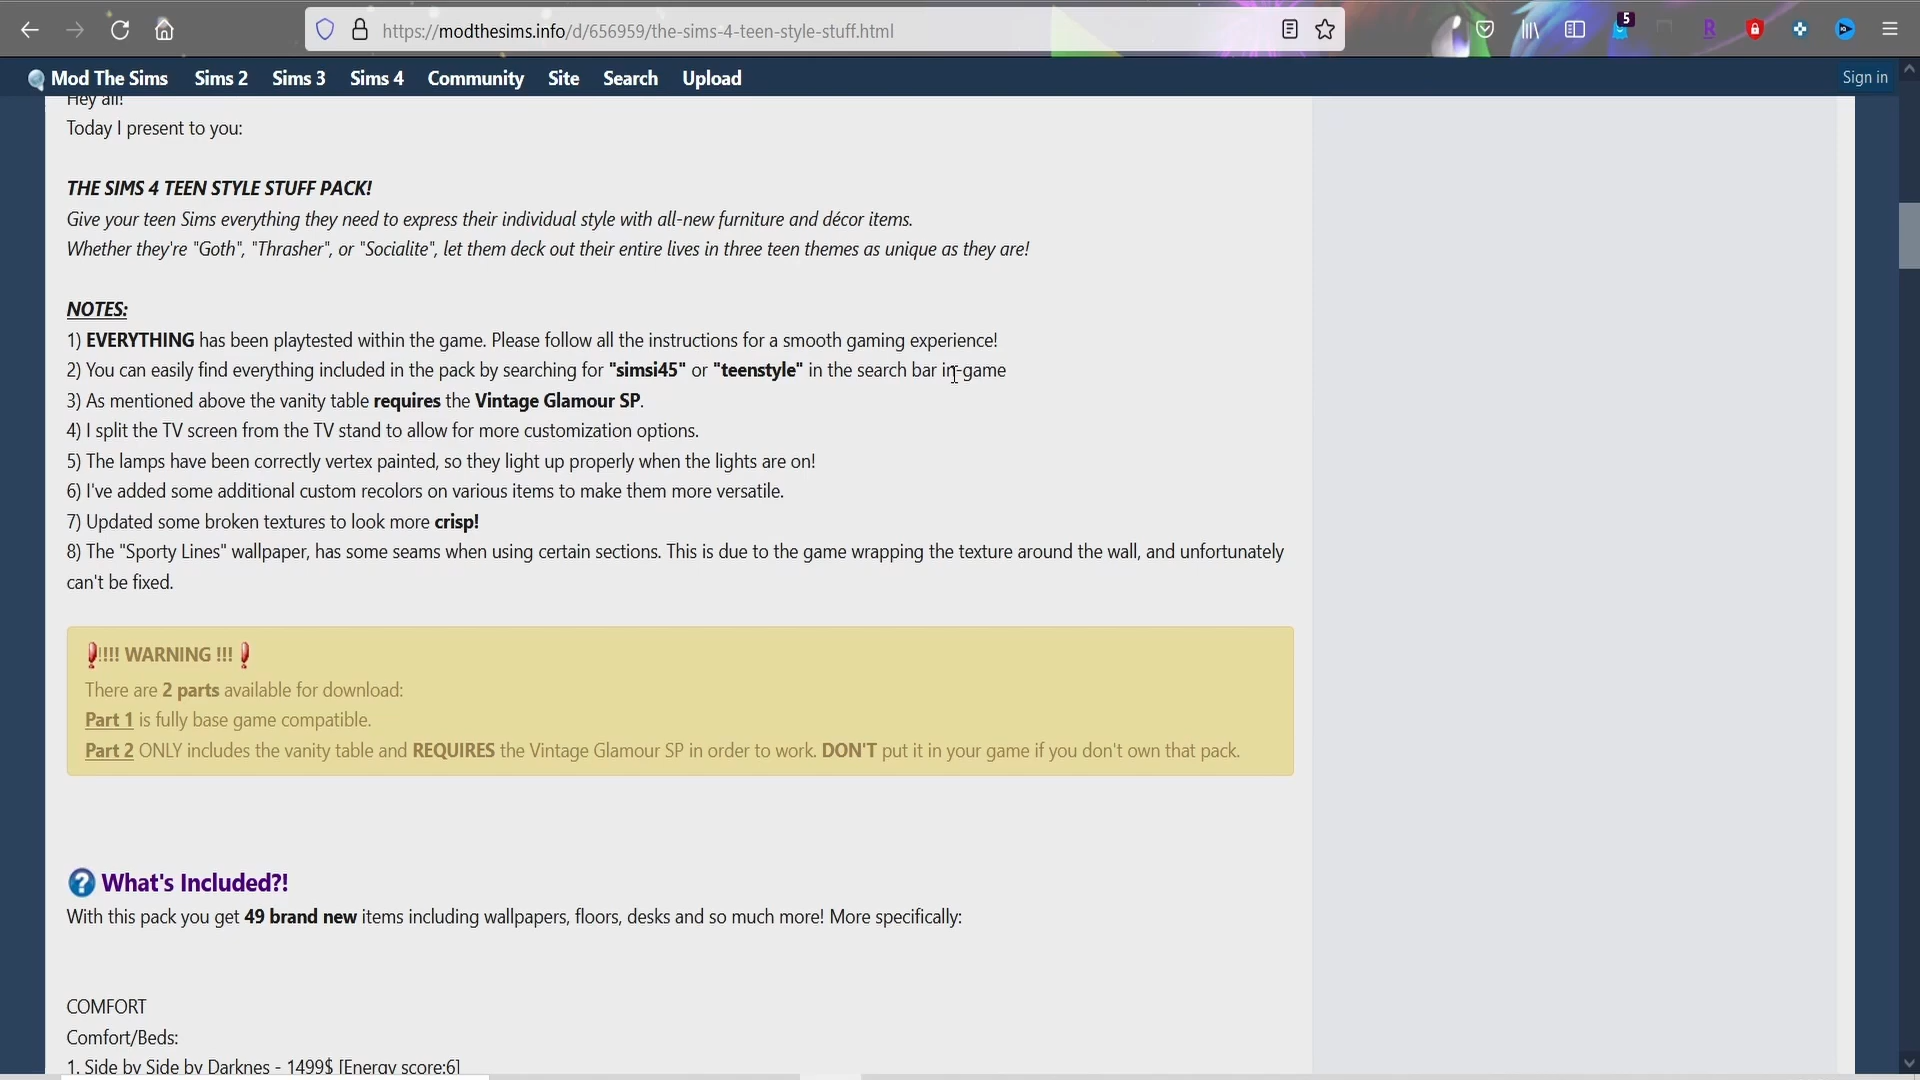 https://modthesims.info/d/656959/the-sims-4-teen-style-stuff.html
5
R
Mod The Sims Sims 2 Sims 3 Sims 4 Community Site Search Upload Sign in
Hey all!
Today I present to you:
THE SIMS 4 TEEN STYLE STUFF PACK!
Give your teen Sims everything they need to express their individual style with all-new furniture and décor items.
Whether they're "Goth", "Thrasher", or "Socialite", let them deck out their entire lives in three teen themes as unique as they are!
NOTES:
1) EVERYTHING has been playtested within the game. Please follow all the instructions for a smooth gaming experience!
2) You can easily find everything included in the pack by searching for "simsi45" or "teenstyle" in the search bar in-game
3) As mentioned above the vanity table requires the Vintage Glamour SP.
4) I split the TV screen from the TV stand to allow for more customization options.
5) The lamps have been correctly vertex painted, so they light up properly when the lights are on!
6) I've added some additional custom recolors on various items to make them more versatile.
7) Updated some broken textures to look more crisp!
8) The "Sporty Lines" wallpaper, has some seams when using certain sections. This is due to the game wrapping the texture around the wall, and unfortunately
can't be fixed.
❗!!!! WARNING !!!❗
There are 2 parts available for download:
Part 1 is fully base game compatible.
Part 2 ONLY includes the vanity table and REQUIRES the Vintage Glamour SP in order to work. DON'T put it in your game if you don't own that pack.
? What's Included?!
With this pack you get 49 brand new items including wallpapers, floors, desks and so much more! More specifically:
COMFORT
Comfort/Beds:
1. Side by Side by Darknes - 1499$ [Energy score:6]